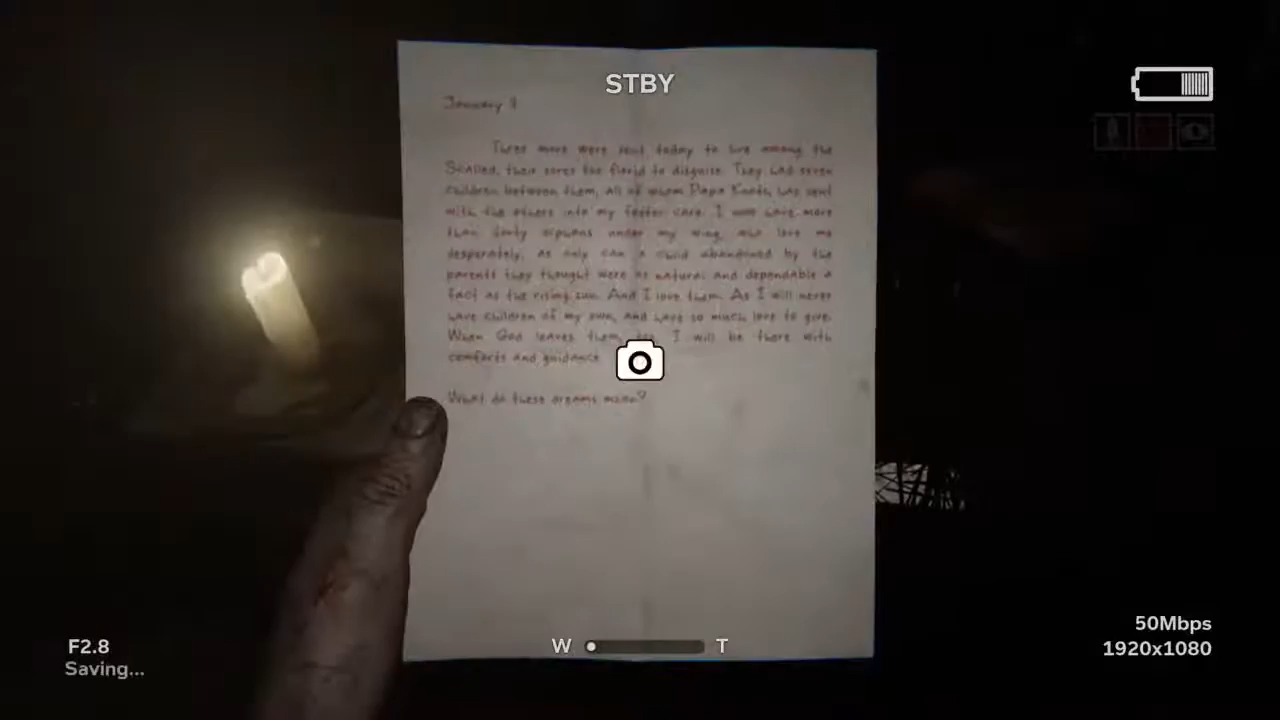 STBY
January 9
Three more were sent today to live among the
Scalled, their sores too florid to disguise. They had seven
children between them, all of whom Papa Knoth has sent
with the others into my foster care. I now have more
than forty orphans under my wing, who love me
desperately, as only can a child abandoned by the
parents they thought were as natural and dependable a
fact as the rising sun. And I love them. As I will never
have children of my own, and have so much love to give.
When God leaves them, I will be there with
comforts and guidance
What do these dreams mean?
F2.8
Saving...
W T
50Mbps
1920x1080